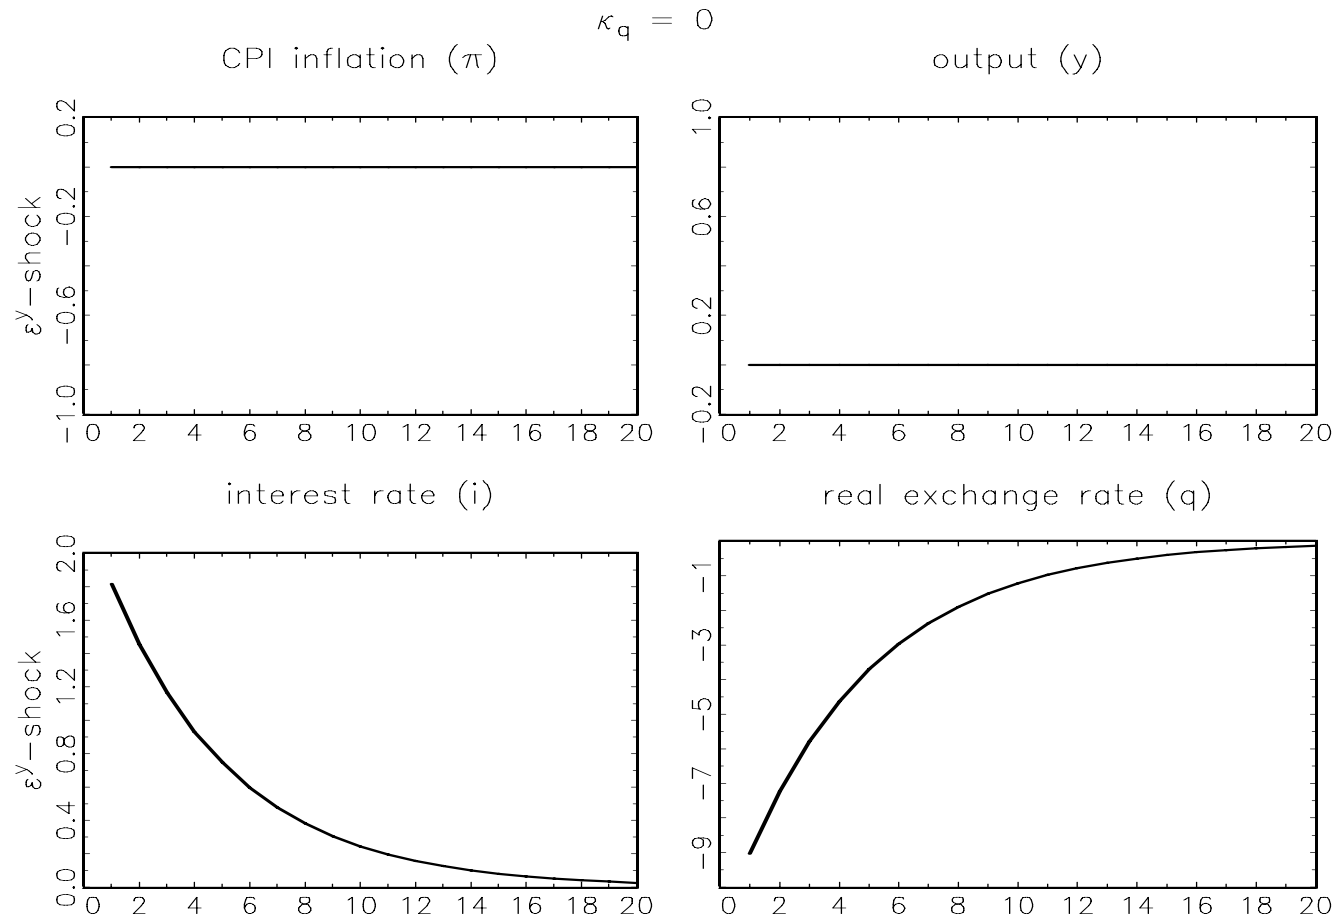 κq = 0
CPI inflation (π)
output (y)
εy−shock
0.2
−0.2
−0.6
−1.0
0 2 4 6 8 10 12 14 16 18 20
1.0
0.6
0.2
−0.2
0 2 4 6 8 10 12 14 16 18 20
interest rate (i)
real exchange rate (q)
εy−shock
2.0
1.6
1.2
0.8
0.4
0.0
0 2 4 6 8 10 12 14 16 18 20
−1
−3
−5
−7
−9
0 2 4 6 8 10 12 14 16 18 20